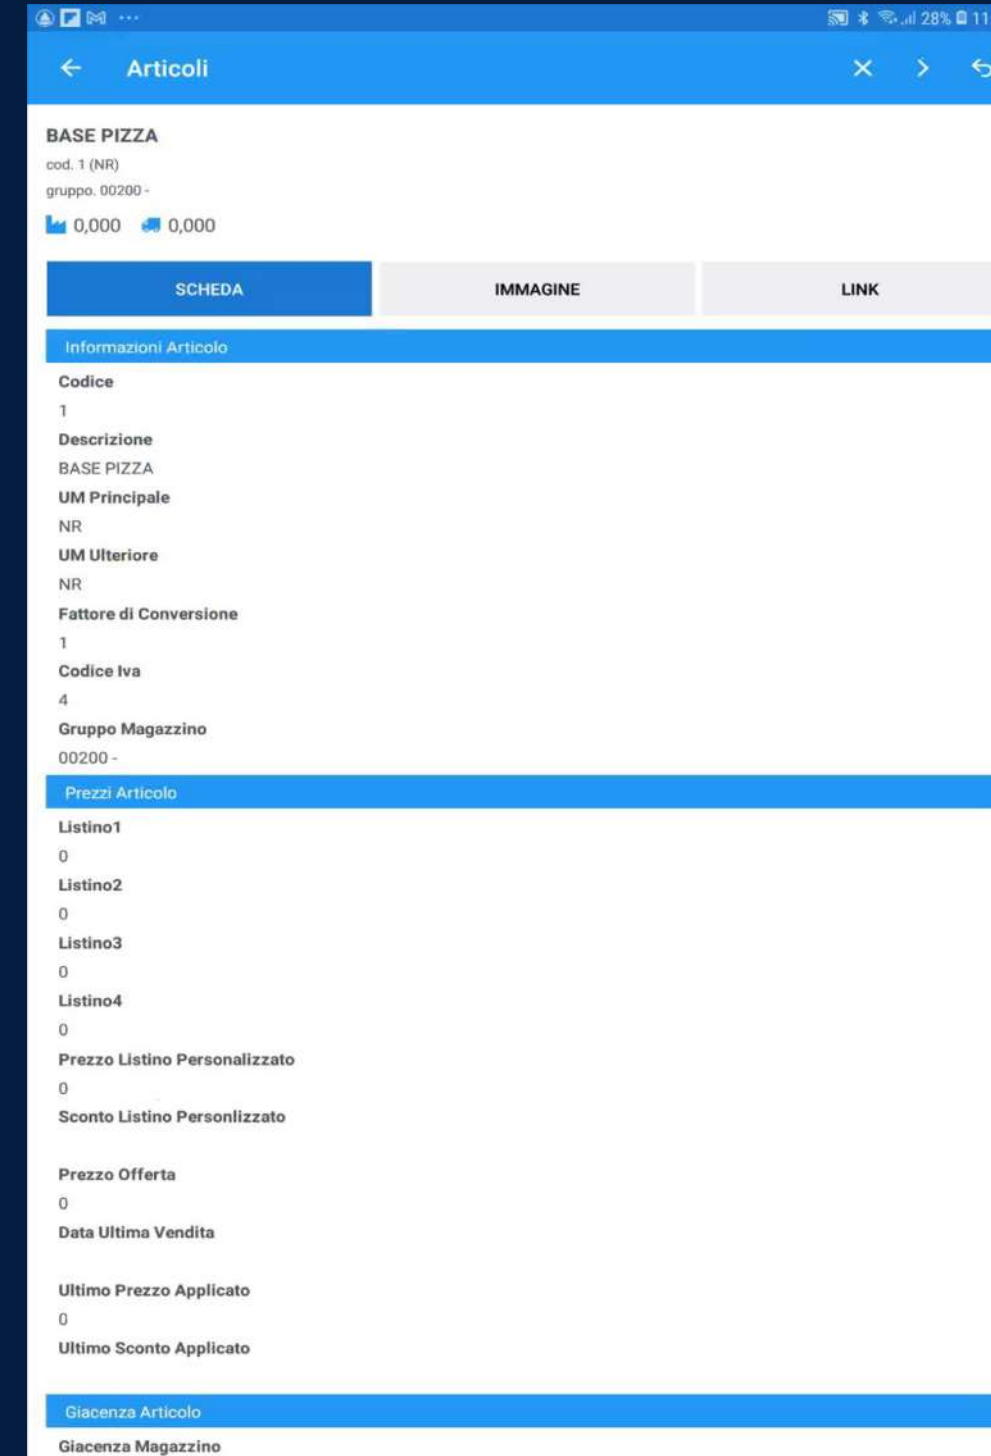 28% 11
Articoli
BASE PIZZA
cod. 1 (NR)
gruppo. 00200 -
0,000 0,000
SCHEDA IMMAGINE LINK
Informazioni Articolo
Codice
1
Descrizione
BASE PIZZA
UM Principale
NR
UM Ulteriore
NR
Fattore di Conversione
1
Codice Iva
4
Gruppo Magazzino
00200 -
Prezzi Articolo
Listino1
0
Listino2
0
Listino3
0
Listino4
0
Prezzo Listino Personalizzato
0
Sconto Listino Personlizzato
Prezzo Offerta
0
Data Ultima Vendita
Ultimo Prezzo Applicato
0
Ultimo Sconto Applicato
Giacenza Articolo
Giacenza Magazzino